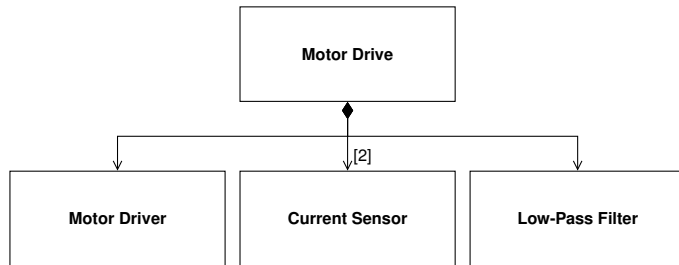 Motor Drive
[2]
Motor Driver
Current Sensor
Low-Pass Filter